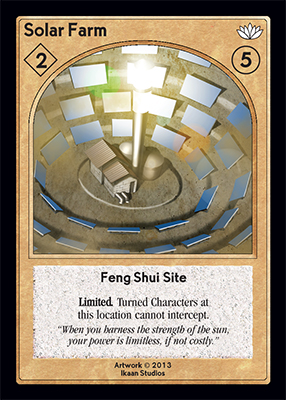 Solar Farm
2
5
Feng Shui Site
Limited. Turned Characters at
this location cannot intercept.
"When you harness the strength of the sun,
your power is limitless, if not costly."
Artwork © 2013
Ikaan Studios